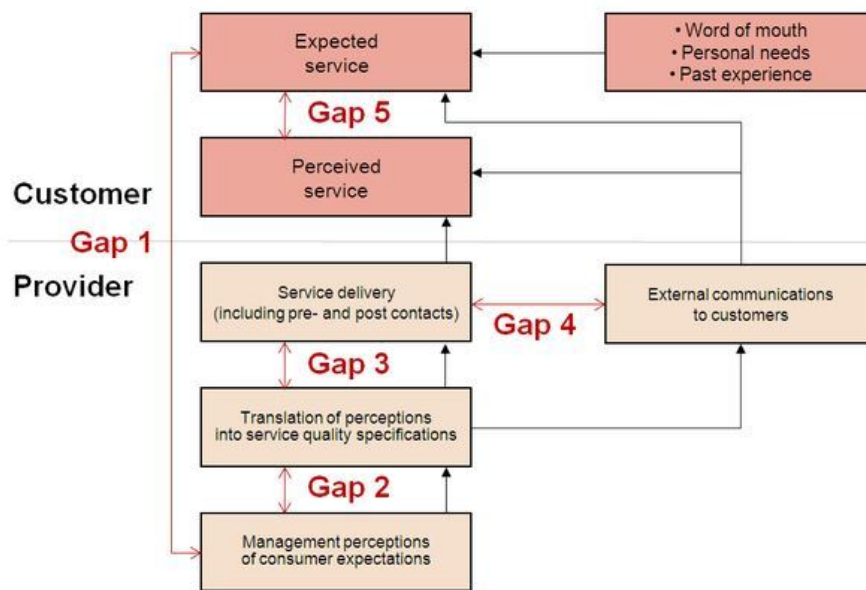 Expected
service
• Word of mouth
• Personal needs
• Past experience
Gap 5
Perceived
service
Customer
Gap 1
Provider
Service delivery
(including pre- and post contacts)
Gap 4
External communications
to customers
Gap 3
Translation of perceptions
into service quality specifications
Gap 2
Management perceptions
of consumer expectations